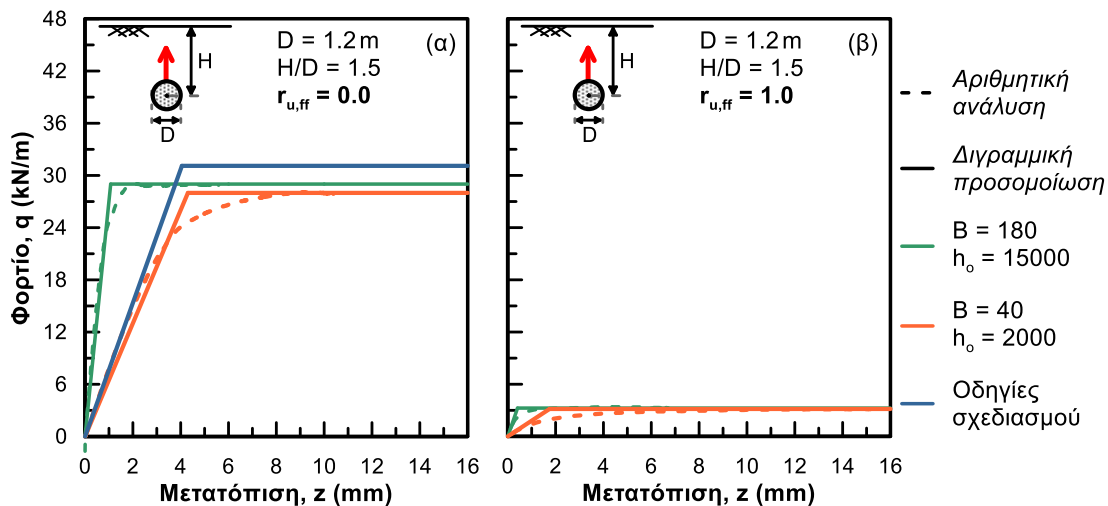 48
42
36
30
24
18
12
6
0
Φορτίο, q (kN/m)
H
D
D = 1.2 m
H/D = 1.5
r_u,ff = 0.0
(α)
0 2 4 6 8 10 12 14 16
Μετατόπιση, z (mm)
H
D
D = 1.2 m
H/D = 1.5
r_u,ff = 1.0
(β)
0 2 4 6 8 10 12 14 16
Μετατόπιση, z (mm)
Αριθμητική
ανάλυση
Διγραμμική
προσομοίωση
B = 180
h_o = 15000
B = 40
h_o = 2000
Οδηγίες
σχεδιασμού